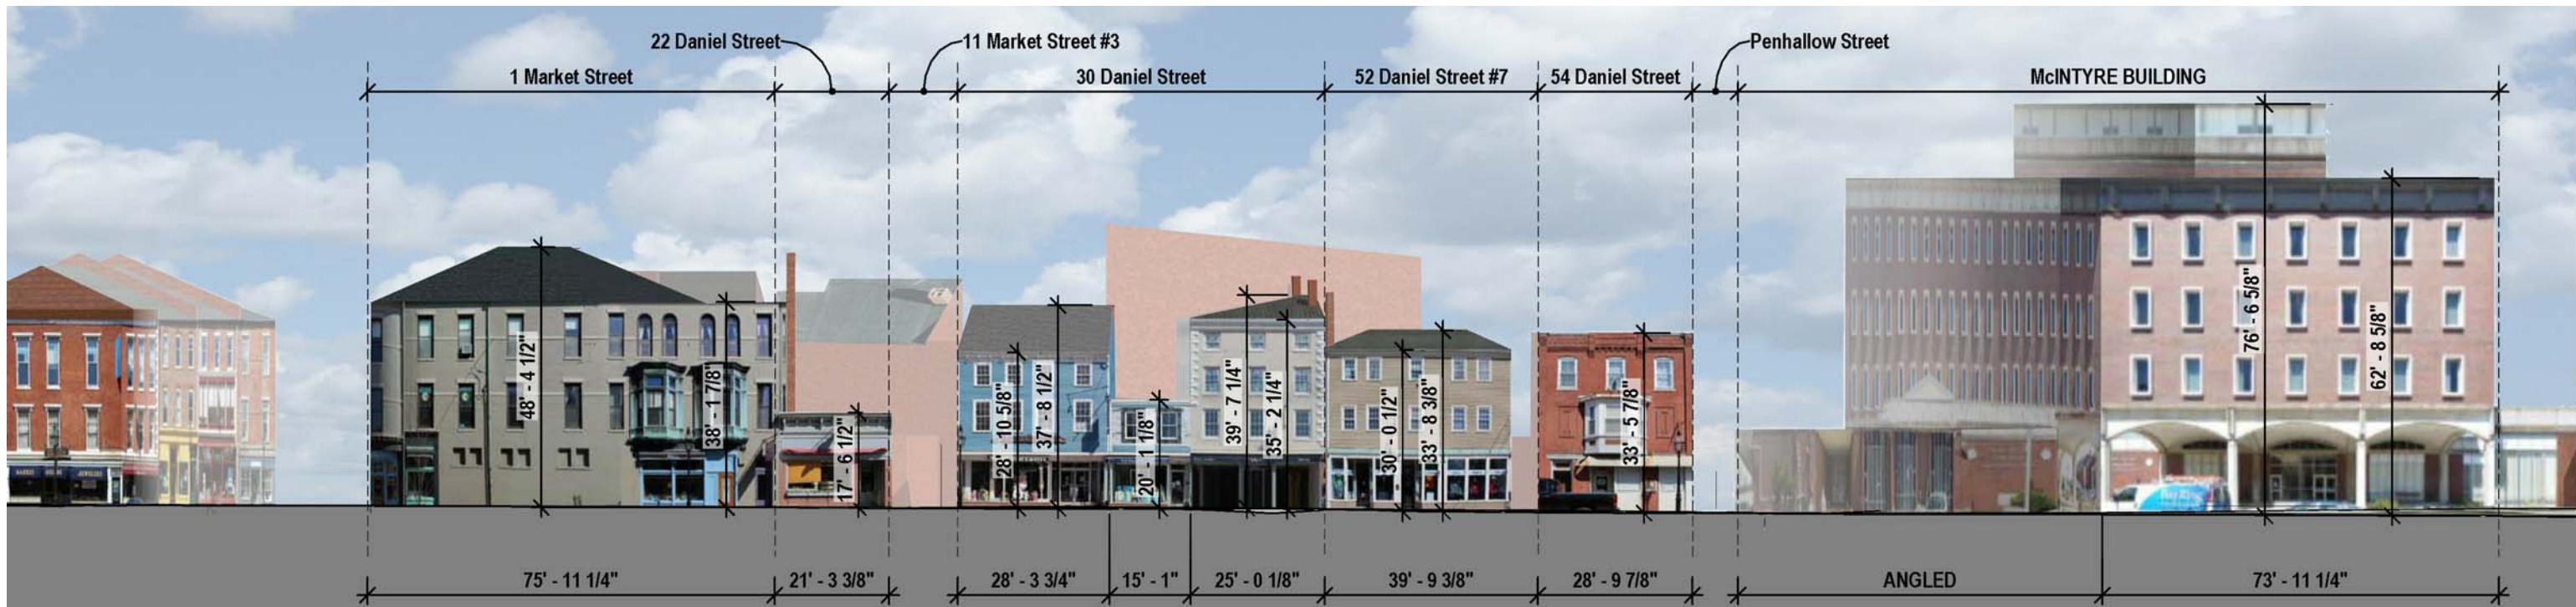 22 Daniel Street
11 Market Street #3
Penhallow Street
1 Market Street
30 Daniel Street
52 Daniel Street #7
54 Daniel Street
McINTYRE BUILDING
48' - 4 1/2"
38' - 1 7/8"
17' - 6 1/2"
28' - 10 5/8"
37' - 8 1/2"
20' - 1 1/8"
39' - 7 1/4"
35' - 2 1/4"
30' - 0 1/2"
33' - 8 3/8"
33' - 5 7/8"
76' - 6 5/8"
62' - 8 5/8"
75' - 11 1/4"
21' - 3 3/8"
28' - 3 3/4"
15' - 1"
25' - 0 1/8"
39' - 9 3/8"
28' - 9 7/8"
ANGLED
73' - 11 1/4"